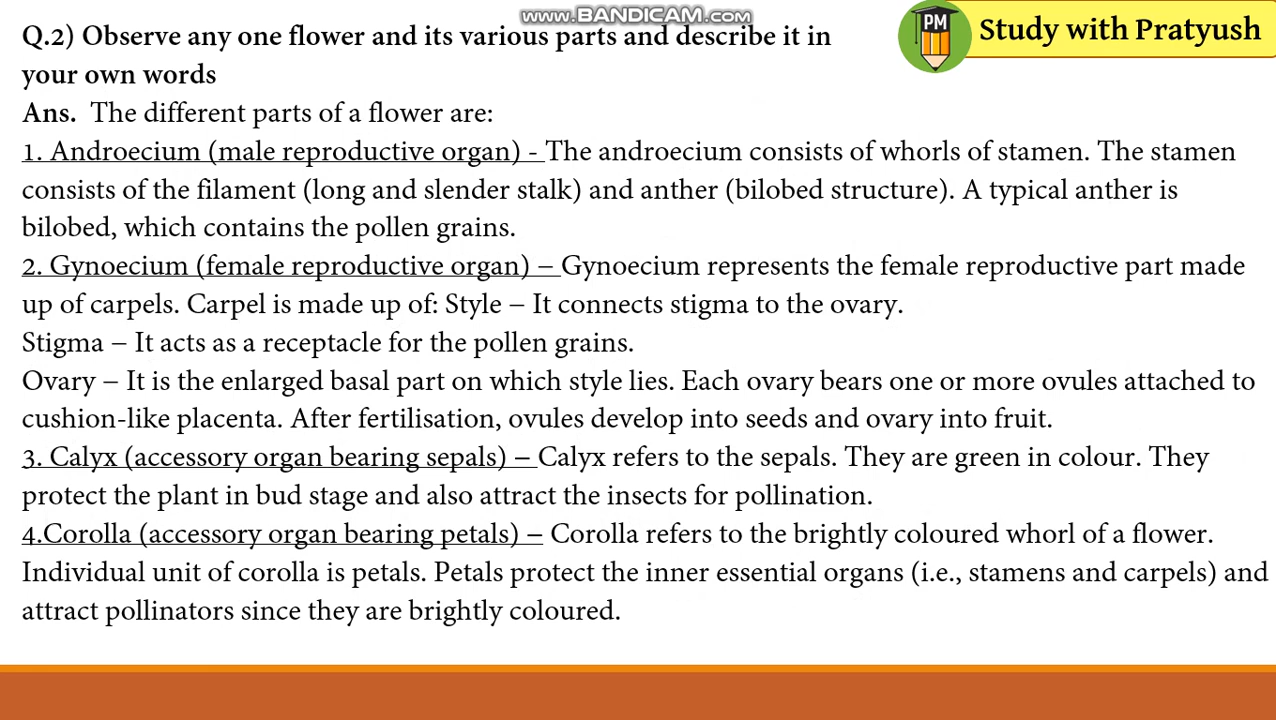 www.BANDICAM.com
PM
Study with Pratyush
Q.2) Observe any one flower and its various parts and describe it in
your own words
Ans.  The different parts of a flower are:
1. Androecium (male reproductive organ) - The androecium consists of whorls of stamen. The stamen
consists of the filament (long and slender stalk) and anther (bilobed structure). A typical anther is
bilobed, which contains the pollen grains.
2. Gynoecium (female reproductive organ) – Gynoecium represents the female reproductive part made
up of carpels. Carpel is made up of: Style – It connects stigma to the ovary.
Stigma – It acts as a receptacle for the pollen grains.
Ovary – It is the enlarged basal part on which style lies. Each ovary bears one or more ovules attached to
cushion-like placenta. After fertilisation, ovules develop into seeds and ovary into fruit.
3. Calyx (accessory organ bearing sepals) – Calyx refers to the sepals. They are green in colour. They
protect the plant in bud stage and also attract the insects for pollination.
4.Corolla (accessory organ bearing petals) – Corolla refers to the brightly coloured whorl of a flower.
Individual unit of corolla is petals. Petals protect the inner essential organs (i.e., stamens and carpels) and
attract pollinators since they are brightly coloured.